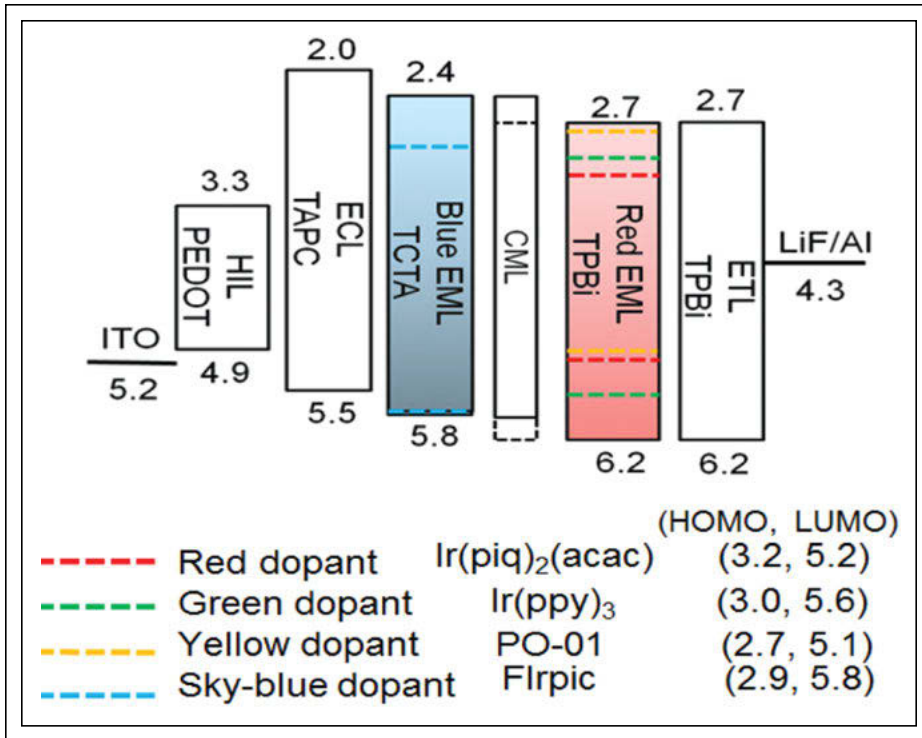 2.0
2.4
2.7
2.7
3.3
ECL
TAPC
Blue EML
TCTA
CML
Red EML
TPBi
ETL
TPBi
HIL
PEDOT
LiF/Al
4.3
ITO
5.2
4.9
5.5
5.8
6.2
6.2
(HOMO, LUMO)
Red dopant Ir(piq)₂(acac) (3.2, 5.2)
Green dopant Ir(ppy)₃ (3.0, 5.6)
Yellow dopant PO-01 (2.7, 5.1)
Sky-blue dopant FIrpic (2.9, 5.8)